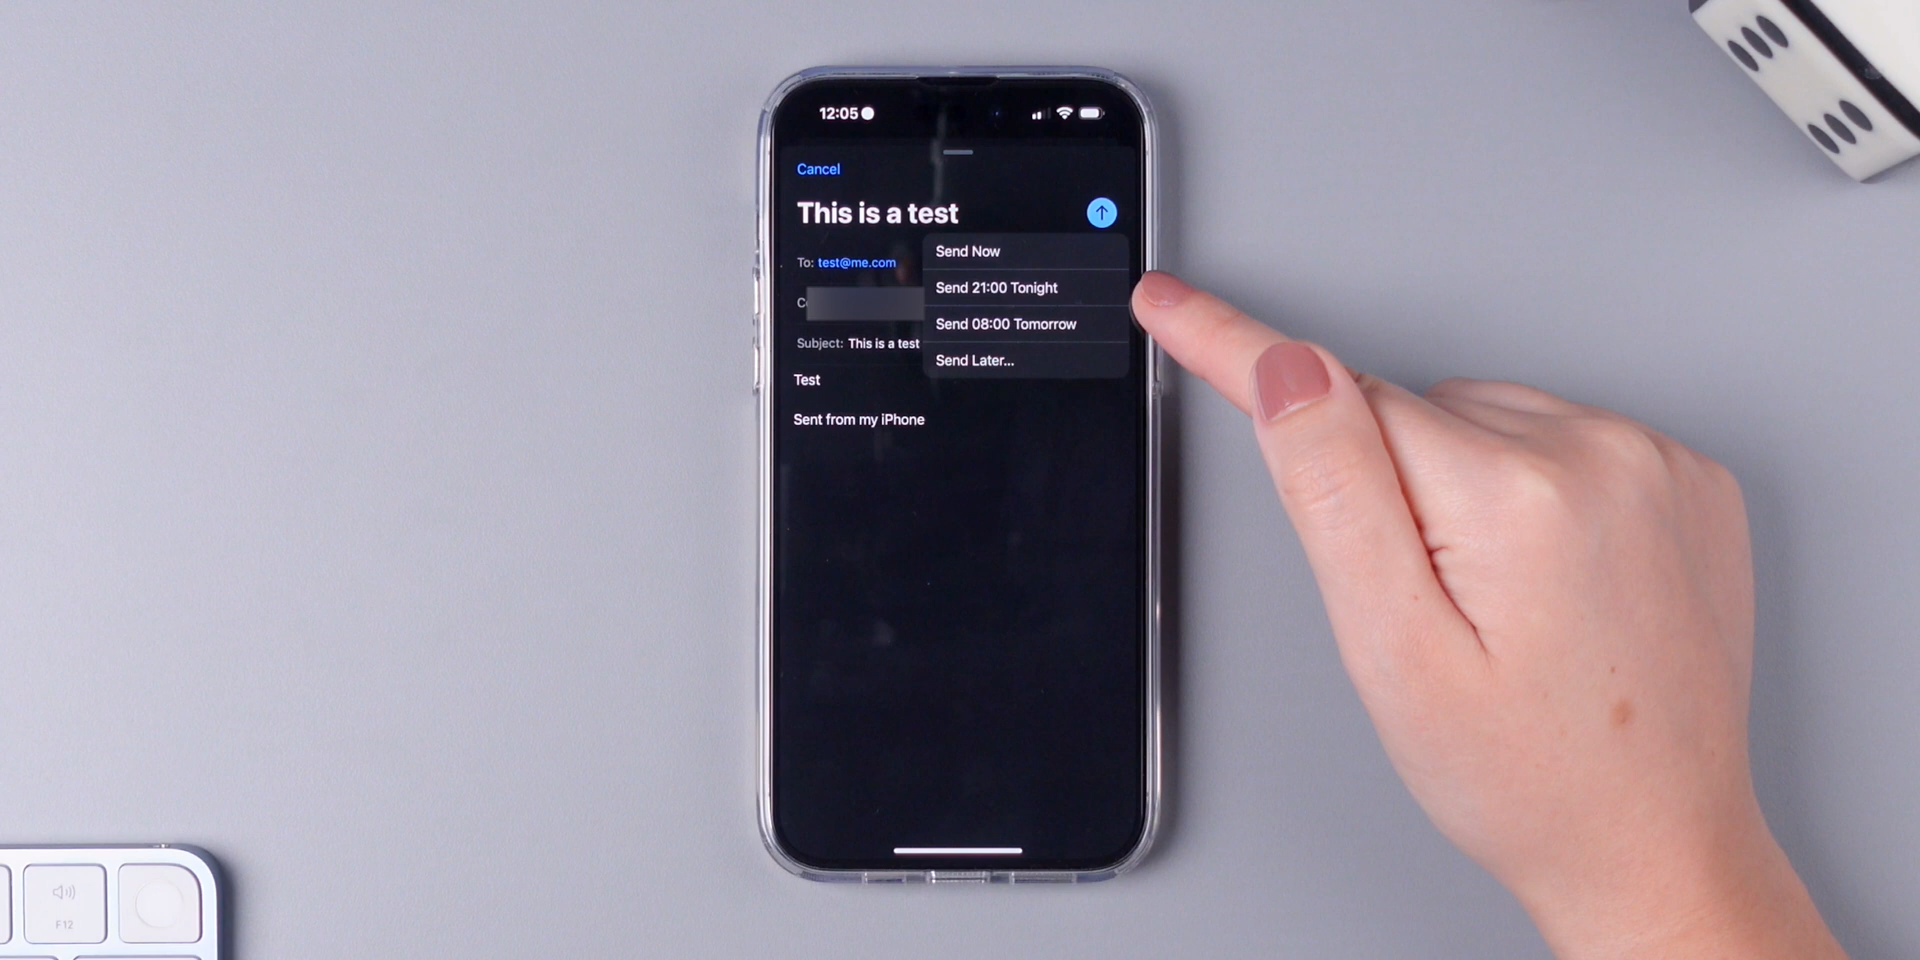 12:05
Cancel
This is a test
Send Now
To: test@me.com
Send 21:00 Tonight
Send 08:00 Tomorrow
Subject: This is a test
Send Later...
Test
Sent from my iPhone
F12